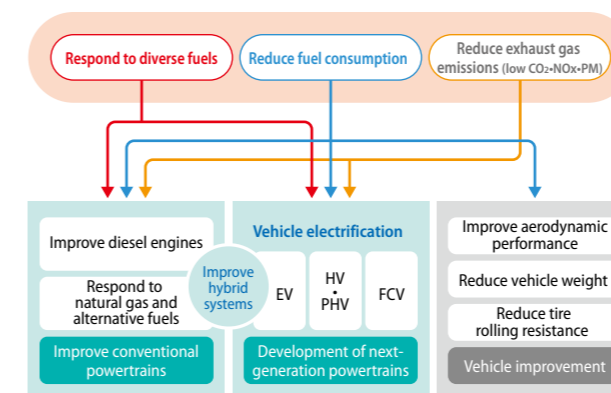 Respond to diverse fuels
Reduce fuel consumption
Reduce exhaust gas
emissions (low CO₂•NOx•PM)
Improve diesel engines
Respond to
natural gas and
alternative fuels
Improve conventional
powertrains
Improve
hybrid
systems
Vehicle electrification
EV
HV
•
PHV
FCV
Development of next-
generation powertrains
Improve aerodynamic
performance
Reduce vehicle weight
Reduce tire
rolling resistance
Vehicle improvement